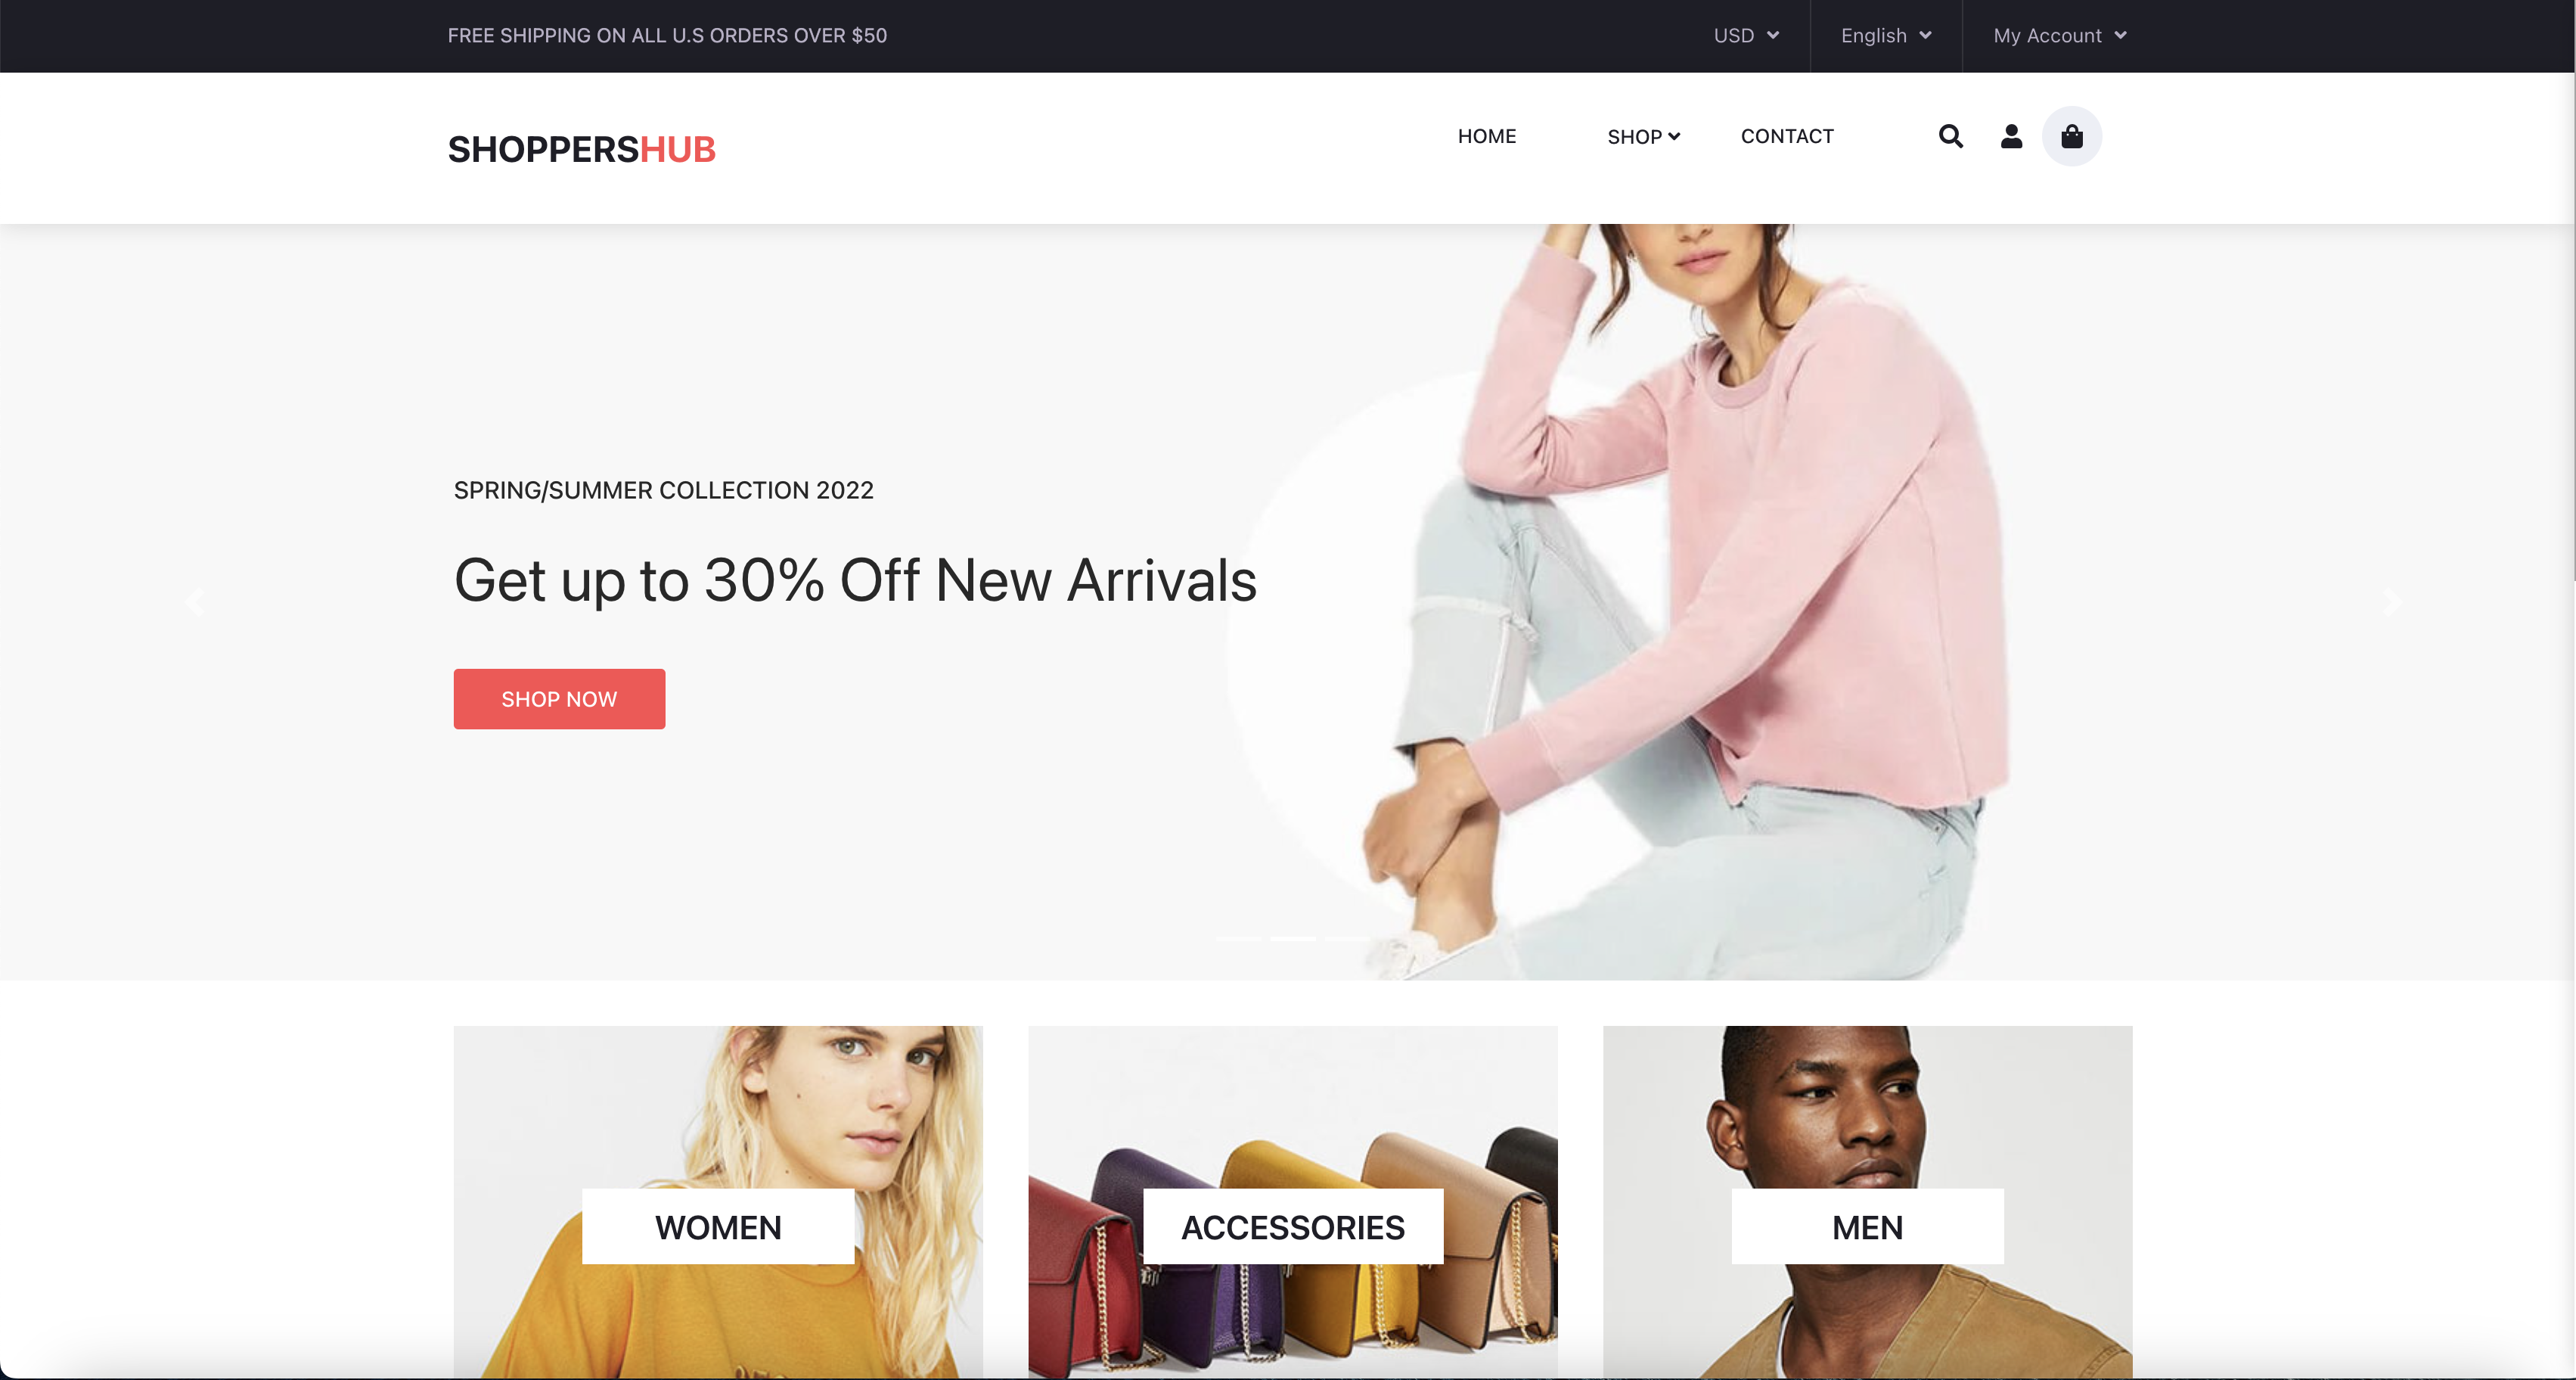 FREE SHIPPING ON ALL U.S ORDERS OVER $50
USD
English
My Account
SHOPPERSHUB
HOME
SHOP
CONTACT
SPRING/SUMMER COLLECTION 2022
Get up to 30% Off New Arrivals
SHOP NOW
WOMEN
ACCESSORIES
MEN